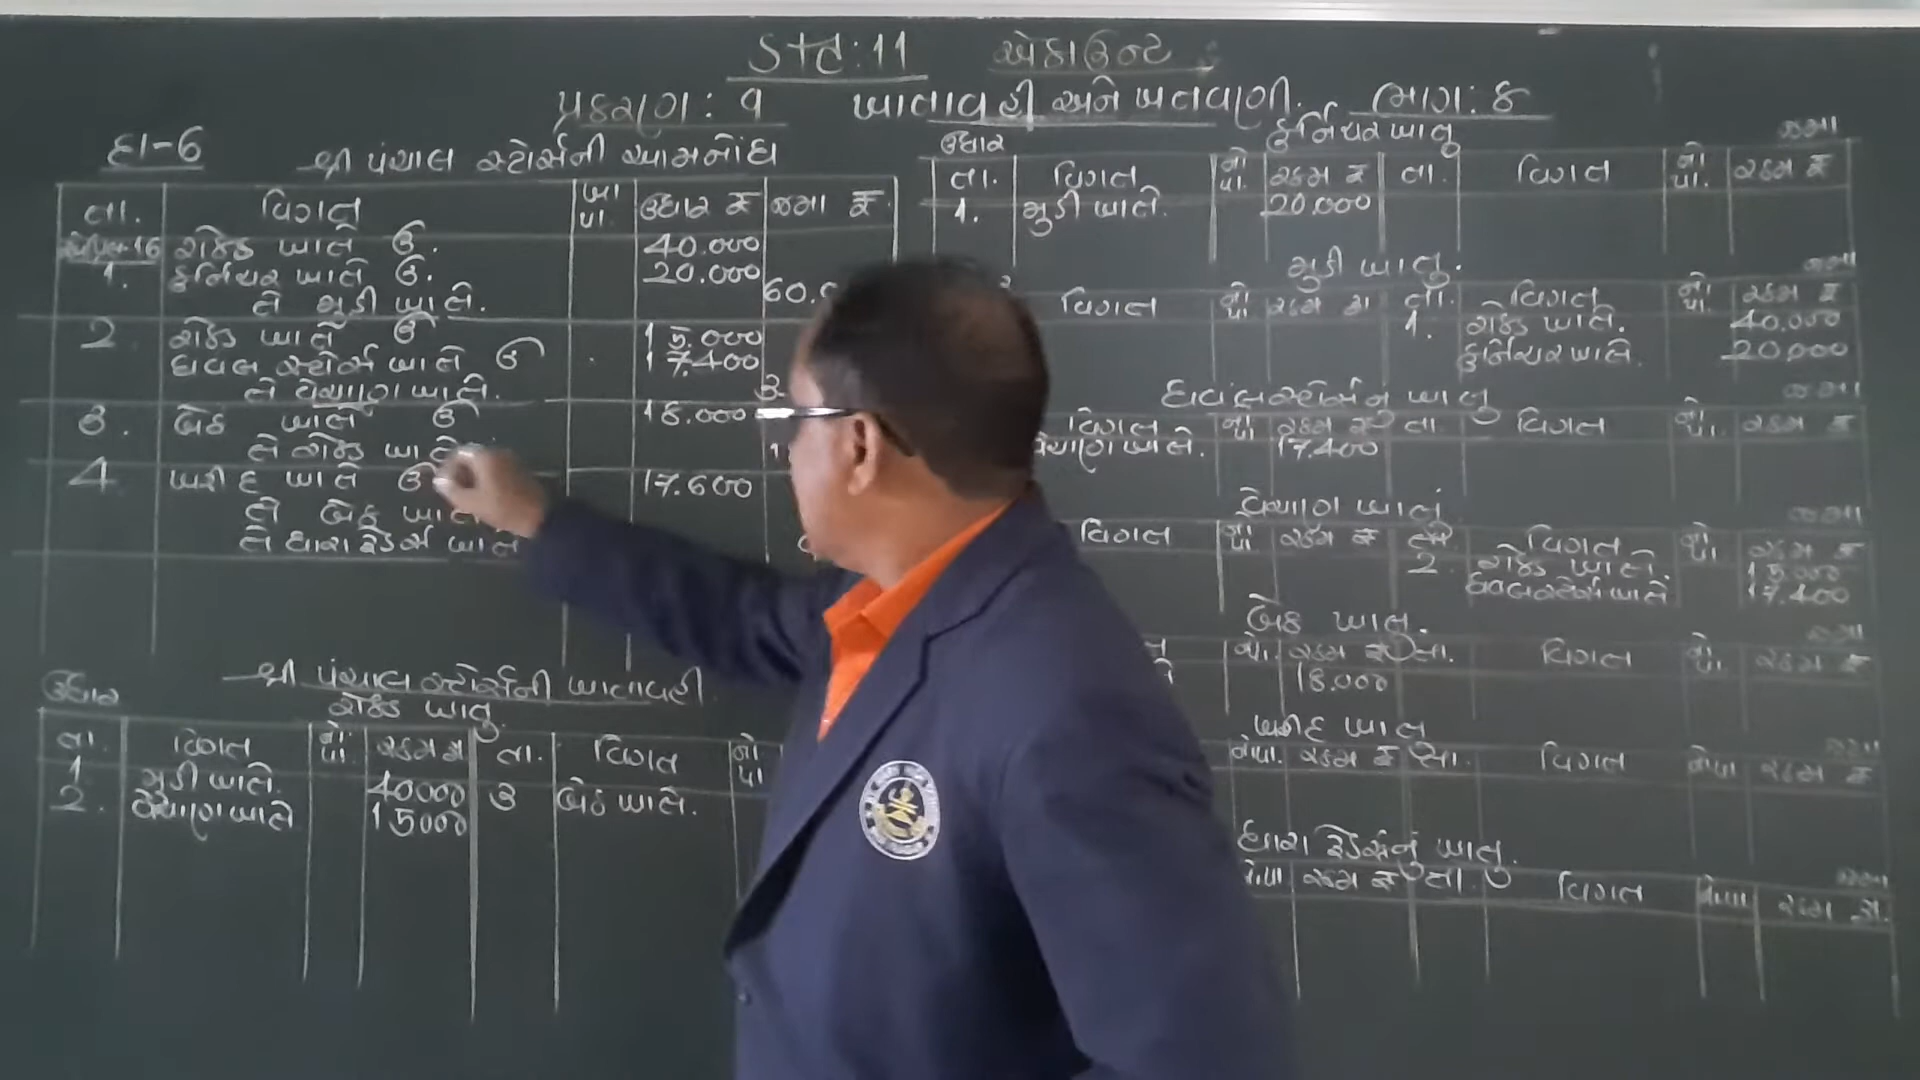 Std : 11 એકાઉન્ટ
પ્રકરણ : 9 ખાતાવહી અને ખતવણી. ભાગ : 8
દા-6 શ્રી પંચાલ સ્ટોર્સની આમનોંધ
તા. વિગત ખા પા. ઉધાર ₹ જમા ₹
એપ્રિલ-16 રોકડ ખાતે ઉ. 40.000
1. ફર્નિચર ખાતે ઉ. 20.000
તે મુડી ખાતે. 60.
2 રોકડ ખાતે ઉ 15.000
ધવલ સ્ટોર્સ ખાતે ઉ 17.400
તે વેચાણ ખાતે.
3. બેંક ખાતે ઉ 18.000
તે રોકડ ખાતે
4. ખરીદ ખાતે ઉ 17.600
તે બેંક ખાતે
તે ધારા ટ્રેડર્સ ખાતે
શ્રી પંચાલ સ્ટોર્સની ખાતાવહી
ઉધાર રોકડ ખાતુ.
તા. વિગત નો. પા. રકમ રૂ તા. વિગત નો પા
1 મુડી ખાતે. 40000 3 બેંક ખાતે.
2. વેચાણ ખાતે 15000
ઉધાર ફર્નિચર ખાતુ જમા
તા. વિગત નો પા. રકમ ₹ તા. વિગત નો પા. રકમ ₹
1. મુડી ખાતે. 20.000
મુડી ખાતુ. જમા
વિગત નો. પા રકમ રૂ તા. વિગત નો. પા. રકમ ₹
1. રોકડ ખાતે. 40.000
ફર્નિચર ખાતે. 20,000
ધવલ સ્ટોર્સનુ ખાતુ જમા
વિગત નો પા રકમ રૂ તા. વિગત નો પા. રકમ ₹
વેચાણ ખાતે. 17.400
વેચાણ ખાતું જમા
વિગત નો પા રકમ ₹ વિગત નો પા. રકમ ₹
2. રોકડ ખાતે. 15.000
ધવલ સ્ટોર્સ ખાતે 17.400
બેંક ખાતુ. જમા
નો. રકમ રૂ તા. વિગત નો પા. રકમ ₹
18.000
ખરીદ ખાતુ જમા
નોપા. રકમ ₹ તા. વિગત નોપા રકમ ₹
ધારા ટ્રેડર્સનું ખાતુ. જમા
નોપા રકમ ₹ તા. વિગત નોપા રકમ રૂ.